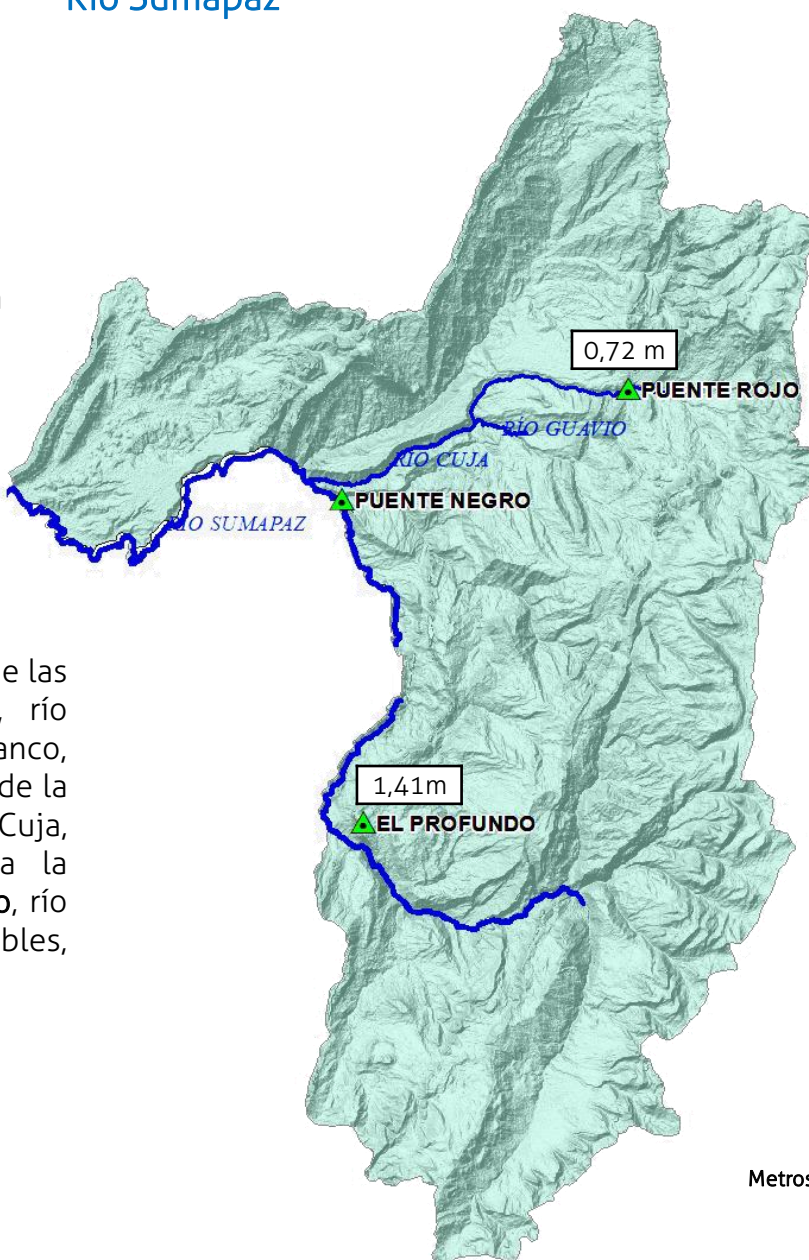 Río Sumapaz
0,72 m
PUENTE ROJO
RÍO GUAVIO
RÍO CUJA
PUENTE NEGRO
RÍO SUMAPAZ
e las
, río
anco,
de la
Cuja,
a la
o, río
bles,
1,41m
EL PROFUNDO
Metros